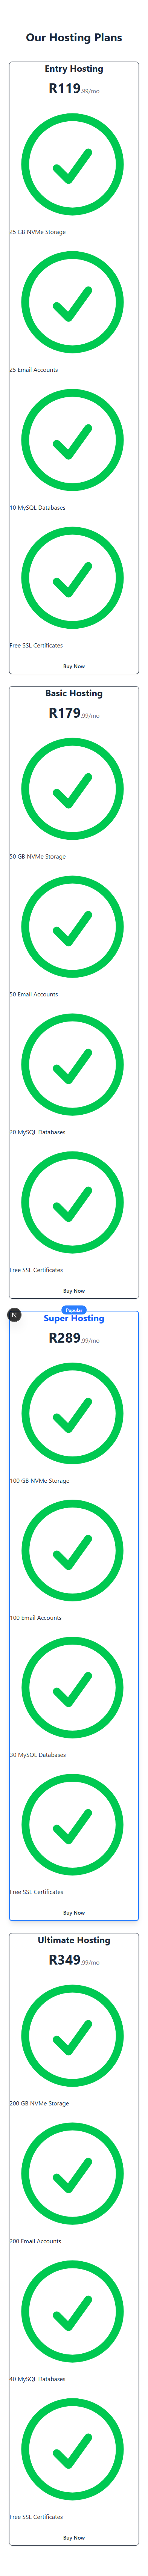 Our Hosting Plans
Entry Hosting
R119.99/mo
25 GB NVMe Storage
25 Email Accounts
10 MySQL Databases
Free SSL Certificates
Buy Now
Basic Hosting
R179.99/mo
50 GB NVMe Storage
50 Email Accounts
20 MySQL Databases
Free SSL Certificates
Buy Now
Popular
N
Super Hosting
R289.99/mo
100 GB NVMe Storage
100 Email Accounts
30 MySQL Databases
Free SSL Certificates
Buy Now
Ultimate Hosting
R349.99/mo
200 GB NVMe Storage
200 Email Accounts
40 MySQL Databases
Free SSL Certificates
Buy Now